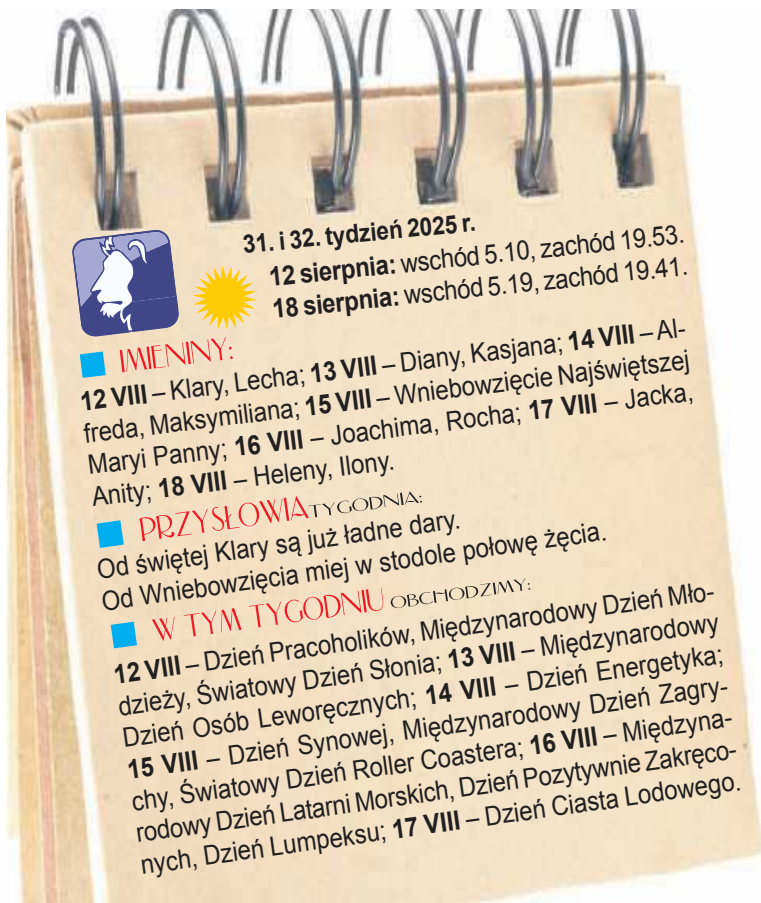 31. i 32. tydzień 2025 r.
12 sierpnia: wschód 5.10, zachód 19.53.
18 sierpnia: wschód 5.19, zachód 19.41.
IMIENINY:
12 VIII – Klary, Lecha; 13 VIII – Diany, Kasjana; 14 VIII – Al-
freda, Maksymiliana; 15 VIII – Wniebowzięcie Najświętszej
Maryi Panny; 16 VIII – Joachima, Rocha; 17 VIII – Jacka,
Anity; 18 VIII – Heleny, Ilony.
PRZYSŁOWIA TYGODNIA:
Od świętej Klary są już ładne dary.
Od Wniebowzięcia miej w stodole połowę żęcia.
W TYM TYGODNIU OBCHODZIMY:
12 VIII – Dzień Pracoholików, Międzynarodowy Dzień Mło-
dzieży, Światowy Dzień Słonia; 13 VIII – Międzynarodowy
Dzień Osób Leworęcznych; 14 VIII – Dzień Energetyka;
15 VIII – Dzień Synowej, Międzynarodowy Dzień Zagry-
chy, Światowy Dzień Roller Coastera; 16 VIII – Międzyna-
rodowy Dzień Latarni Morskich, Dzień Pozytywnie Zakręco-
nych, Dzień Lumpeksu; 17 VIII – Dzień Ciasta Lodowego.